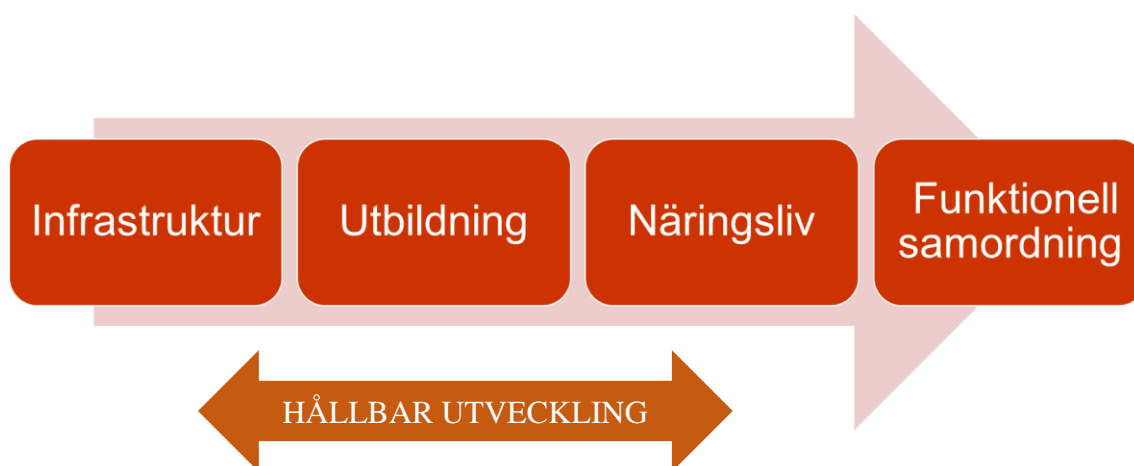 Infrastruktur
Utbildning
Näringsliv
Funktionell
samordning
HÅLLBAR UTVECKLING